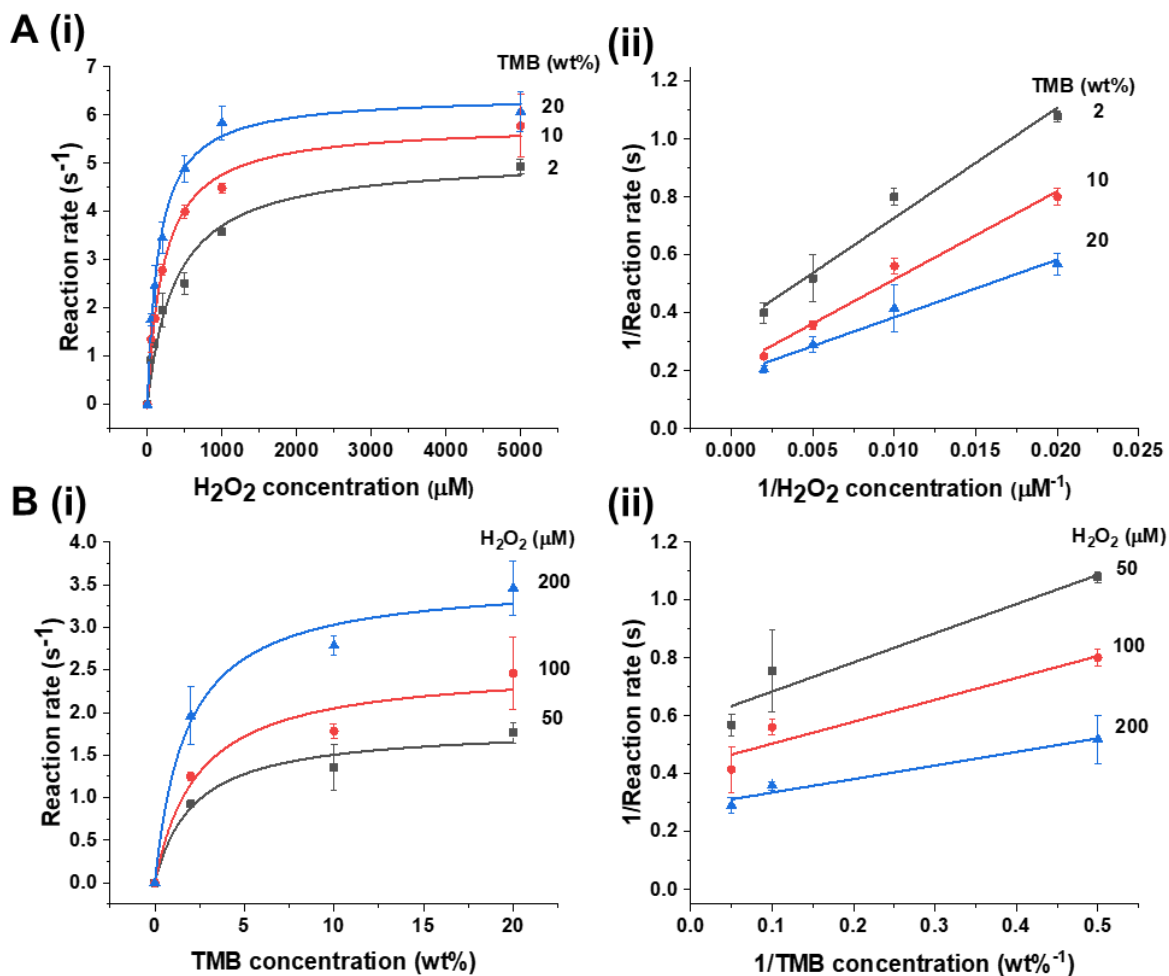 A (i)
TMB (wt%)
20
10
2
Reaction rate (s⁻¹)
7
6
5
4
3
2
1
0
0 1000 2000 3000 4000 5000
H₂O₂ concentration (μM)
(ii)
TMB (wt%)
2
10
20
1/Reaction rate (s)
1.2
1.0
0.8
0.6
0.4
0.2
0.0
0.000 0.005 0.010 0.015 0.020 0.025
1/H₂O₂ concentration (μM⁻¹)
B (i)
H₂O₂ (μM)
200
100
50
Reaction rate (s⁻¹)
4.0
3.5
3.0
2.5
2.0
1.5
1.0
0.5
0.0
0 5 10 15 20
TMB concentration (wt%)
(ii)
H₂O₂ (μM)
50
100
200
1/Reaction rate (s)
1.2
1.0
0.8
0.6
0.4
0.2
0.0
0.0 0.1 0.2 0.3 0.4 0.5
1/TMB concentration (wt%⁻¹)